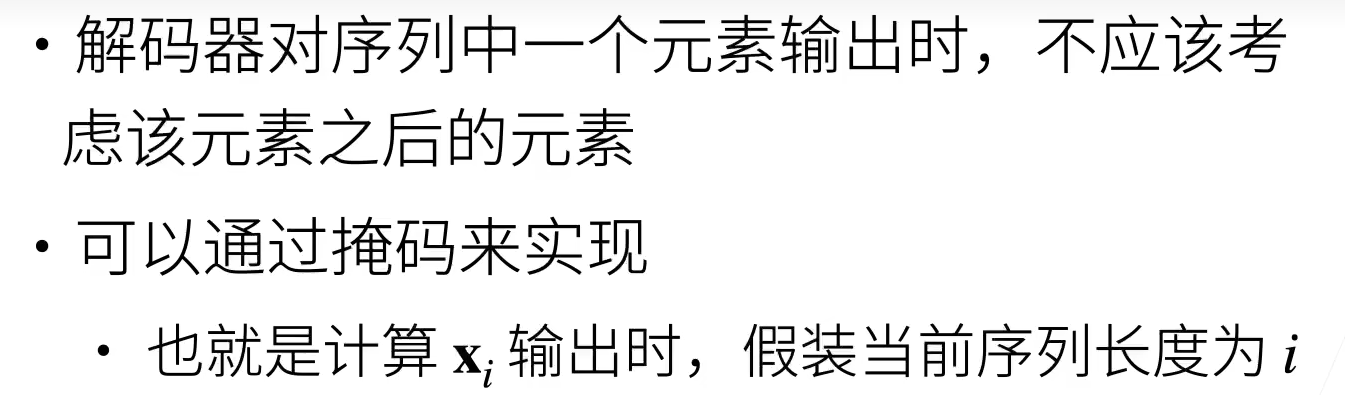 • 解码器对序列中一个元素输出时，不应该考
虑该元素之后的元素
• 可以通过掩码来实现
• 也就是计算 𝐱ᵢ 输出时，假装当前序列长度为 i